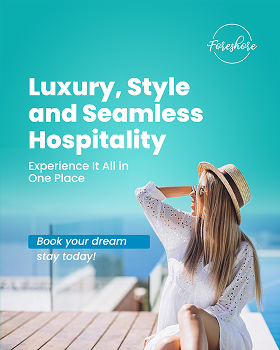 Foreshore
Luxury, Style
and Seamless
Hospitality
Experience It All in
One Place
Book your dream
stay today!